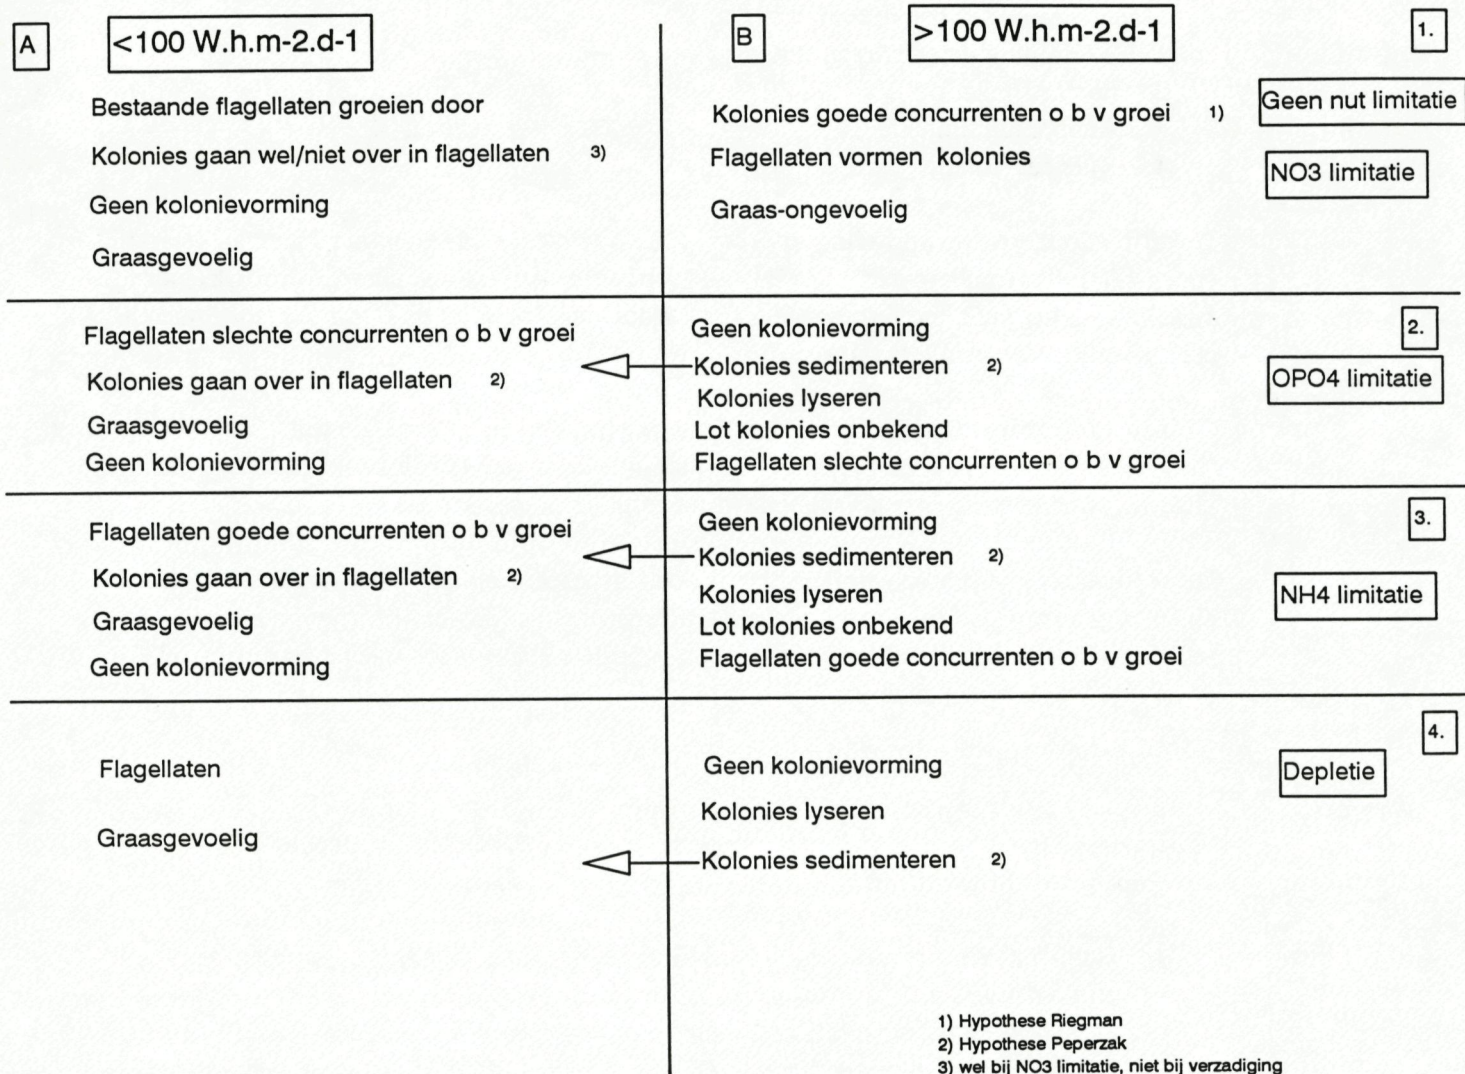 A
<100 W.h.m-2.d-1
B
>100 W.h.m-2.d-1
1.
Bestaande flagellaten groeien door
Kolonies gaan wel/niet over in flagellaten 3)
Geen kolonievorming
Graasgevoelig
Kolonies goede concurrenten o b v groei 1)
Flagellaten vormen kolonies
Graas-ongevoelig
Geen nut limitatie
NO3 limitatie
Flagellaten slechte concurrenten o b v groei
Kolonies gaan over in flagellaten 2)
Graasgevoelig
Geen kolonievorming
Geen kolonievorming
Kolonies sedimenteren 2)
Kolonies lyseren
Lot kolonies onbekend
Flagellaten slechte concurrenten o b v groei
2.
OPO4 limitatie
Flagellaten goede concurrenten o b v groei
Kolonies gaan over in flagellaten 2)
Graasgevoelig
Geen kolonievorming
Geen kolonievorming
Kolonies sedimenteren 2)
Kolonies lyseren
Lot kolonies onbekend
Flagellaten goede concurrenten o b v groei
3.
NH4 limitatie
Flagellaten
Graasgevoelig
Geen kolonievorming
Kolonies lyseren
Kolonies sedimenteren 2)
4.
Depletie
1) Hypothese Riegman
2) Hypothese Peperzak
3) wel bij NO3 limitatie, niet bij verzadiging